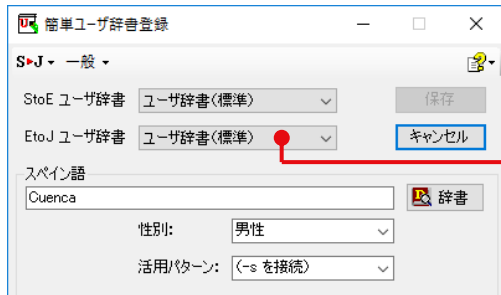 簡単ユーザ辞書登録
S▶J 一般
StoE ユーザ辞書 ユーザ辞書(標準) 保存
EtoJ ユーザ辞書 ユーザ辞書(標準) キャンセル
スペイン語
Cuenca 辞書
性別: 男性
活用パターン: (-s を接続)